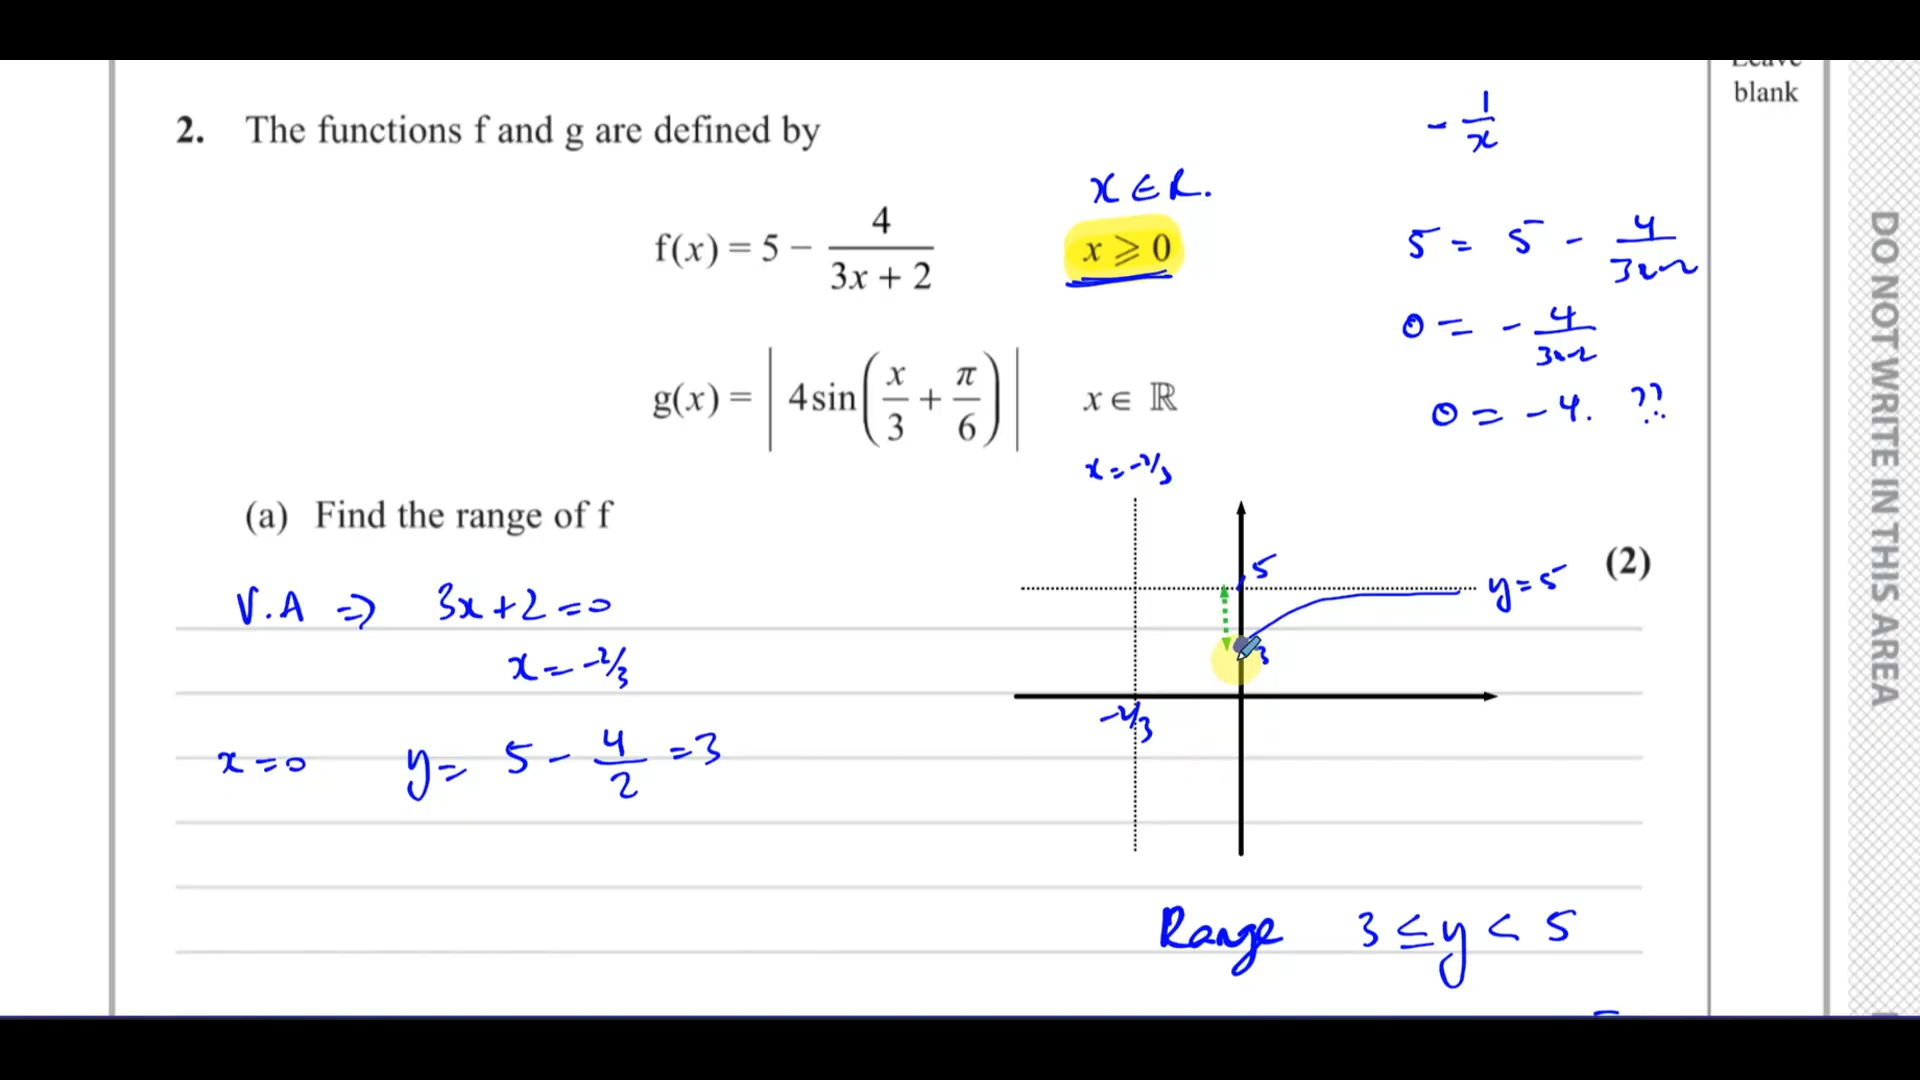 blank
2. The functions f and g are defined by
- 1/x
x ∈ R.
f(x) = 5 − 4/(3x + 2)    x ⩾ 0
5 = 5 - 4/(3x+2)
0 = - 4/(3x+2)
g(x) = | 4sin(x/3 + π/6) |    x ∈ ℝ
0 = -4. ??
x = -2/3
(a) Find the range of f
(2)
5
y = 5
V.A ⇒ 3x + 2 = 0
x = -2/3
3
-2/3
x = 0    y = 5 - 4/2 = 3
Range 3 ≤ y < 5
DO NOT WRITE IN THIS AREA